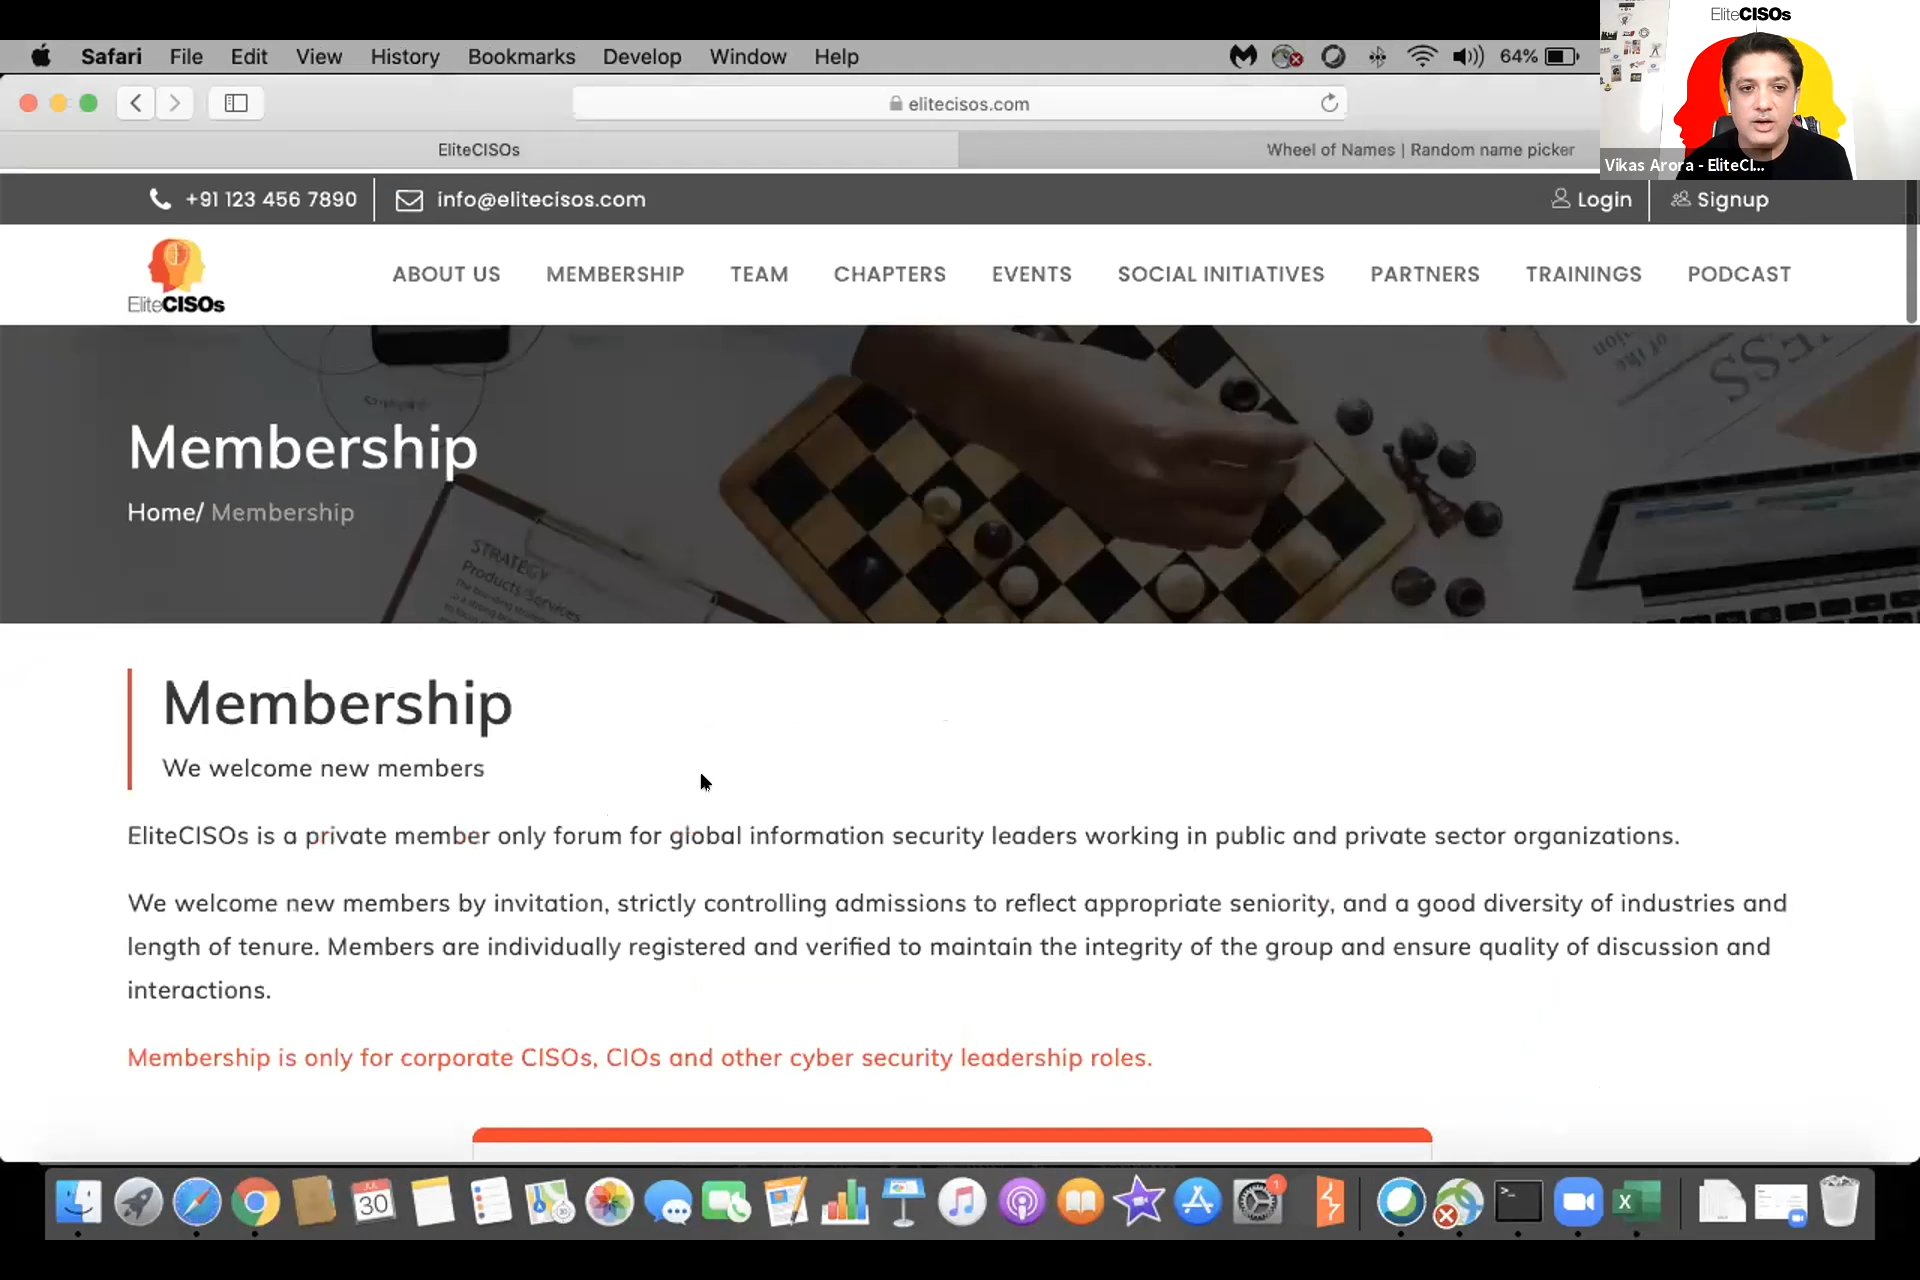 Safari File Edit View History Bookmarks Develop Window Help 64%
EliteCISOs
Vikas Arora - EliteCI...
elitecisos.com
EliteCISOs Wheel of Names | Random name picker
+91 123 456 7890 info@elitecisos.com Login Signup
EliteCISOs
ABOUT US MEMBERSHIP TEAM CHAPTERS EVENTS SOCIAL INITIATIVES PARTNERS TRAININGS PODCAST
Membership
Home/ Membership
STRATEGY
Products/Services
Membership
We welcome new members
EliteCISOs is a private member only forum for global information security leaders working in public and private sector organizations.
We welcome new members by invitation, strictly controlling admissions to reflect appropriate seniority, and a good diversity of industries and
length of tenure. Members are individually registered and verified to maintain the integrity of the group and ensure quality of discussion and
interactions.
Membership is only for corporate CISOs, CIOs and other cyber security leadership roles.
JUL
30
1